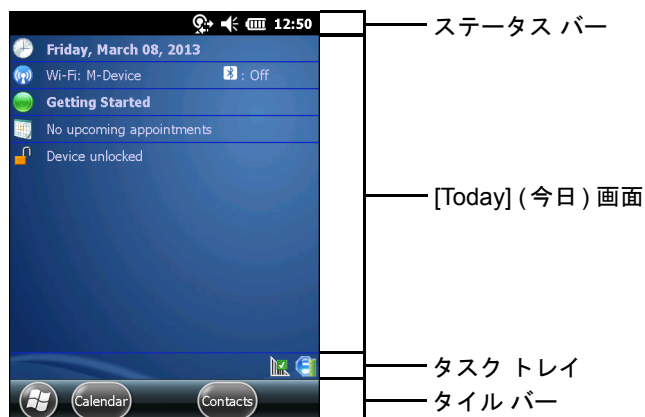 12:50
ステータス バー
Friday, March 08, 2013
Wi-Fi: M-Device : Off
Getting Started
No upcoming appointments
Device unlocked
[Today] (今日) 画面
タスク トレイ
Calendar Contacts
タイル バー